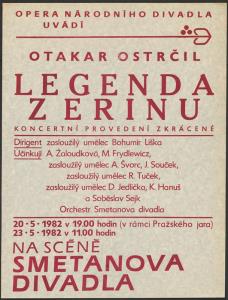 OPERA NÁRODNÍHO DIVADLA
UVÁDÍ
OTAKAR OSTRČIL
LEGENDA
Z ERINU
KONCERTNÍ PROVEDENÍ ZKRÁCENÉ
Dirigent zasloužilý umělec Bohumír Liška
Účinkují A. Žaloudková, M. Frydlewicz,
zasloužilý umělec A. Švorc, J. Souček,
zasloužilý umělec R. Tuček,
zasloužilý umělec D. Jedlička, K. Honuš
a Soběslav Sejk
Orchestr Smetanova divadla
20 • 5 • 1982 v 19.00 hodin (v rámci Pražského jara)
23 • 5 • 1982 v 11.00 hodin
NA SCÉNĚ
SMETANOVA
DIVADLA